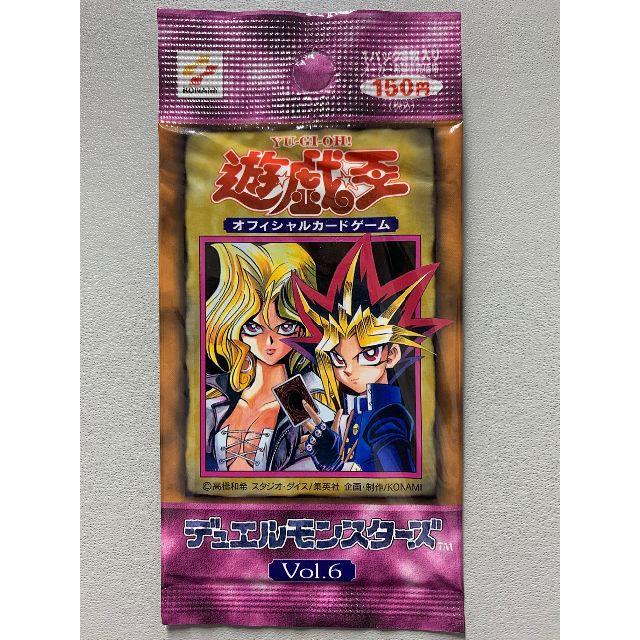 KONAMI
150円
YU-GI-OH!
遊戯王
オフィシャルカードゲーム
©高橋和希 スタジオ・ダイス/集英社 企画・制作/KONAMI
デュエルモンスターズTM
Vol.6